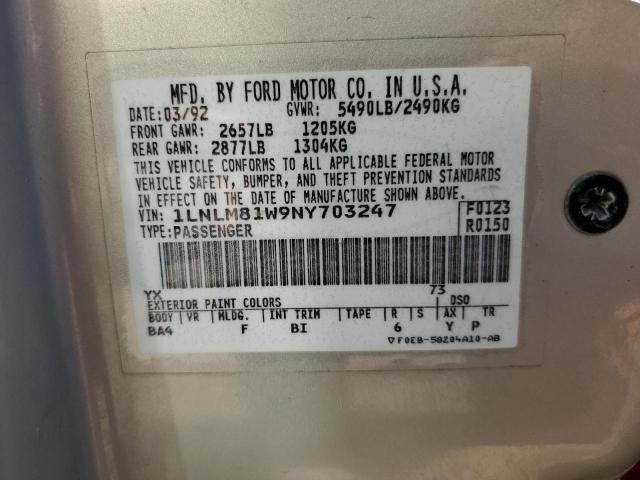 MFD. BY FORD MOTOR CO. IN U.S.A.
DATE: 03/92 GVWR: 5490LB/2490KG
FRONT GAWR: 2657LB 1205KG
REAR GAWR: 2877LB 1304KG
THIS VEHICLE CONFORMS TO ALL APPLICABLE FEDERAL MOTOR
VEHICLE SAFETY, BUMPER, AND THEFT PREVENTION STANDARDS
IN EFFECT ON THE DATE OF MANUFACTURE SHOWN ABOVE.
VIN: 1LNLM81W9NY703247 F0123
TYPE: PASSENGER R0150
YX 73
EXTERIOR PAINT COLORS DSO
BODY VR MLDG. INT TRIM TAPE R S AX TR
BA4 F BI 6 Y P
▽ F0EB-58204A10-AB